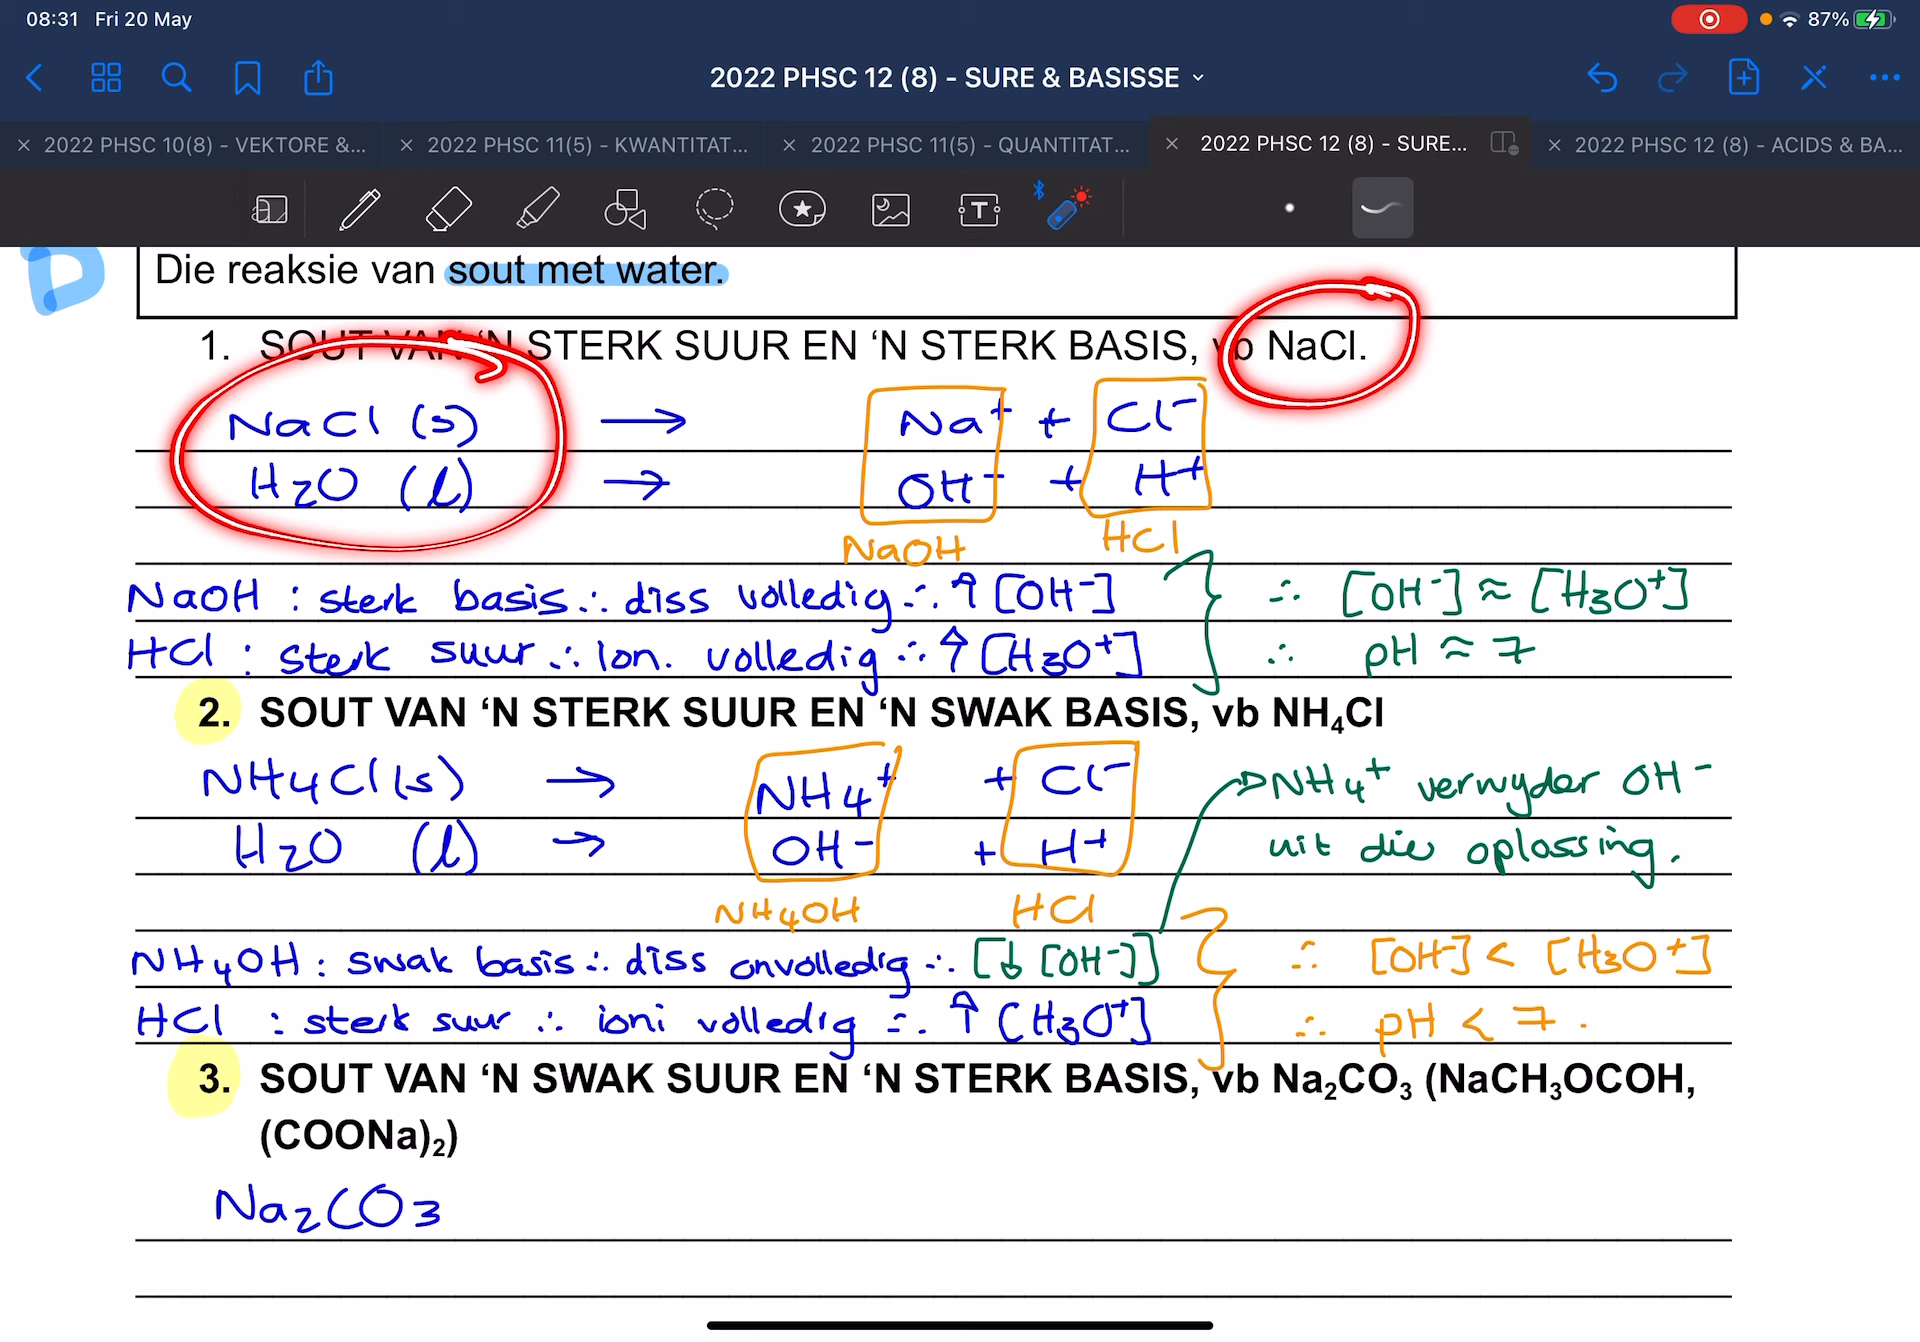 08:31 Fri 20 May 87%
2022 PHSC 12 (8) - SURE & BASISSE
2022 PHSC 10(8) - VEKTORE &... 2022 PHSC 11(5) - KWANTITAT... 2022 PHSC 11(5) - QUANTITAT... 2022 PHSC 12 (8) - SURE... 2022 PHSC 12 (8) - ACIDS & BA...
Die reaksie van sout met water.
1. SOUT VAN ‘N STERK SUUR EN ‘N STERK BASIS, vb NaCl.
NaCl (s) → Na⁺ + Cl⁻
H₂O (l) → OH⁻ + H⁺
NaOH HCl
NaOH : sterk basis ∴ diss volledig ∴ ↑ [OH⁻] ∴ [OH⁻] ≈ [H₃O⁺]
HCl : sterk suur ∴ ion. volledig ∴ ↑ [H₃O⁺] ∴ pH ≈ 7
2. SOUT VAN ‘N STERK SUUR EN ‘N SWAK BASIS, vb NH₄Cl
NH₄Cl (s) → NH₄⁺ + Cl⁻ NH₄⁺ verwyder OH⁻
H₂O (l) → OH⁻ + H⁺ uit die oplossing.
NH₄OH HCl
NH₄OH : swak basis ∴ diss onvolledig ∴ [↓ [OH⁻]] ∴ [OH⁻] < [H₃O⁺]
HCl : sterk suur ∴ ioni volledig ∴ ↑ [H₃O⁺] ∴ pH < 7.
3. SOUT VAN ‘N SWAK SUUR EN ‘N STERK BASIS, vb Na₂CO₃ (NaCH₃OCOH,
(COONa)₂)
Na₂CO₃